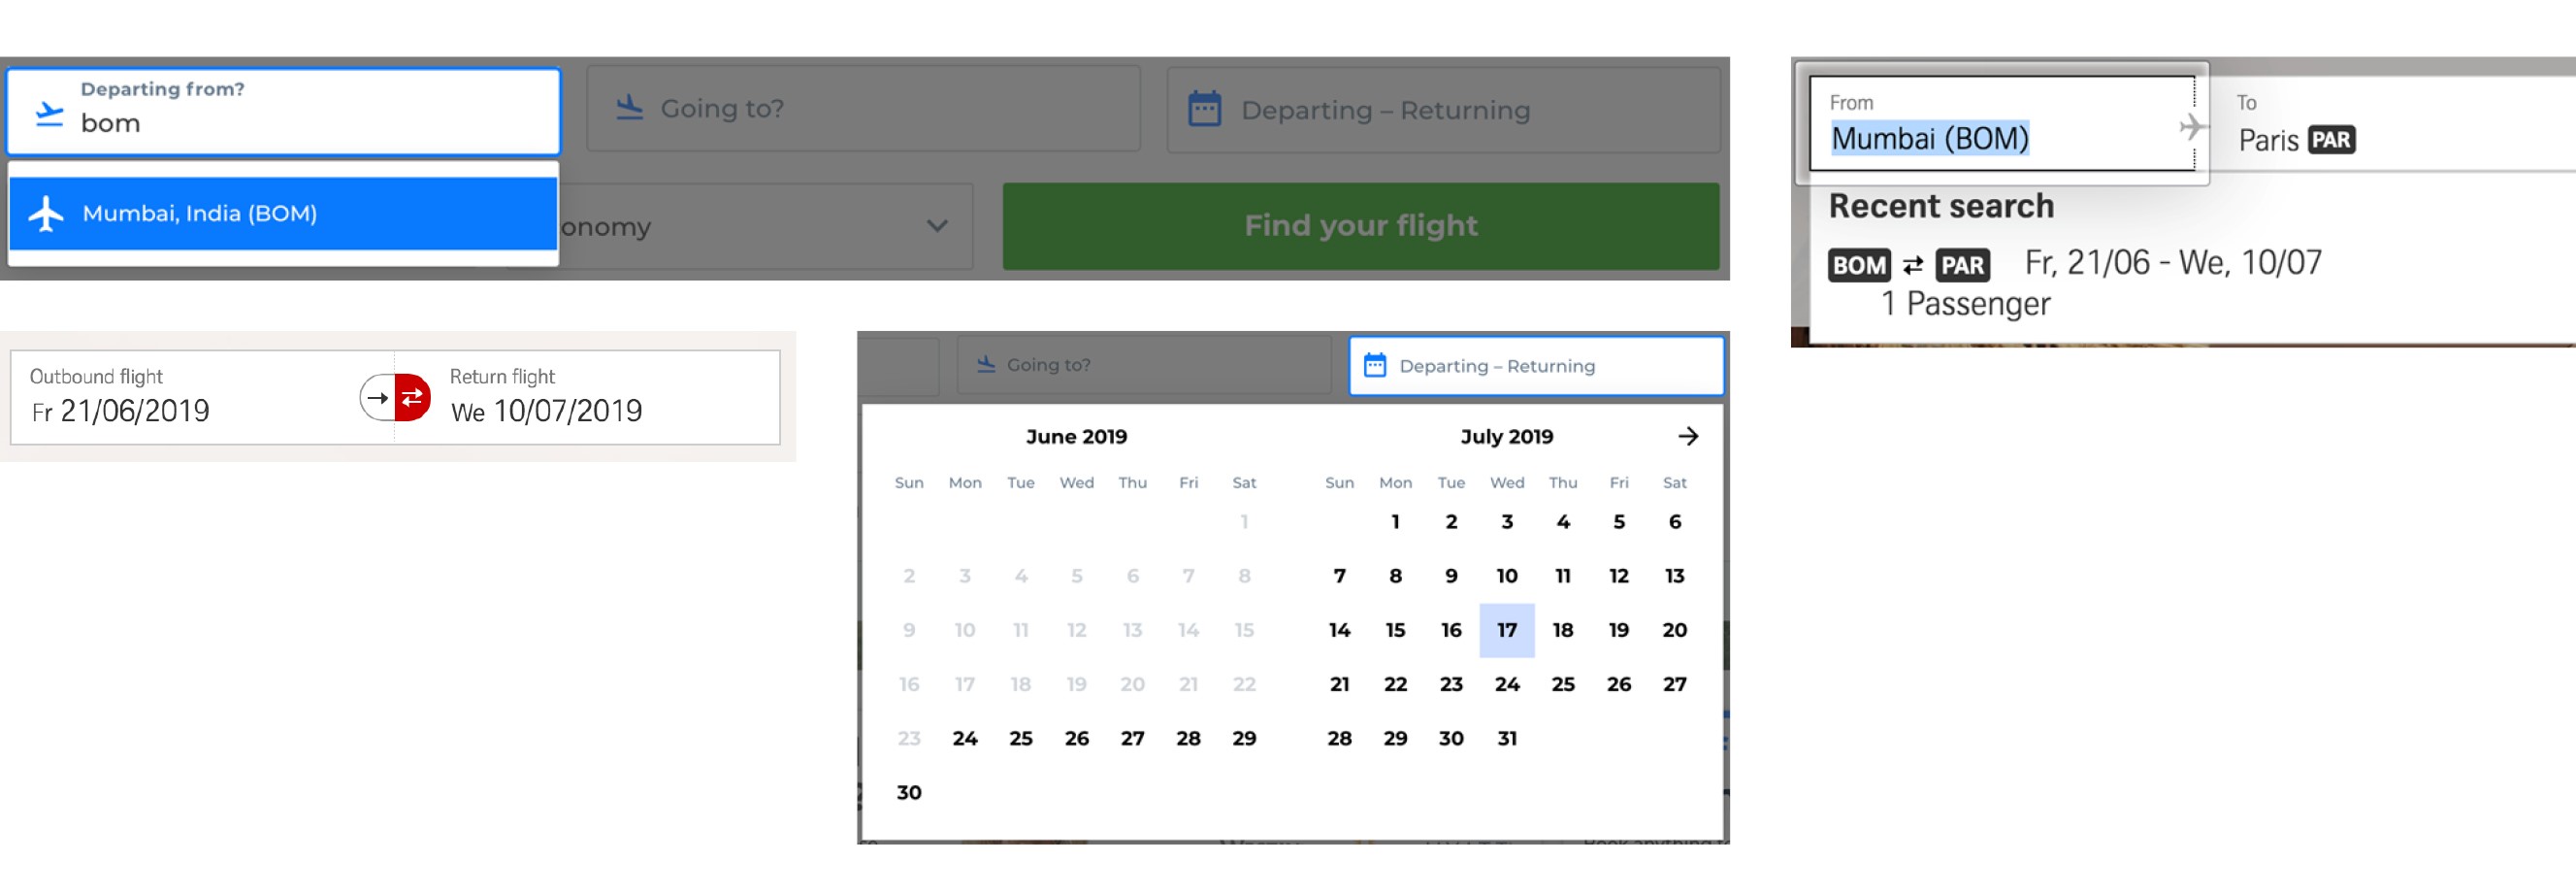 Departing from?
bom
Going to?
Departing – Returning
Mumbai, India (BOM)
onomy
Find your flight
From
Mumbai (BOM)
To
Paris PAR
Recent search
BOM ⇄ PAR Fr, 21/06 - We, 10/07
1 Passenger
Outbound flight
Fr 21/06/2019
Return flight
We 10/07/2019
Going to?
Departing – Returning
June 2019
Sun Mon Tue Wed Thu Fri Sat
1
2 3 4 5 6 7 8
9 10 11 12 13 14 15
16 17 18 19 20 21 22
23 24 25 26 27 28 29
30
July 2019
Sun Mon Tue Wed Thu Fri Sat
1 2 3 4 5 6
7 8 9 10 11 12 13
14 15 16 17 18 19 20
21 22 23 24 25 26 27
28 29 30 31